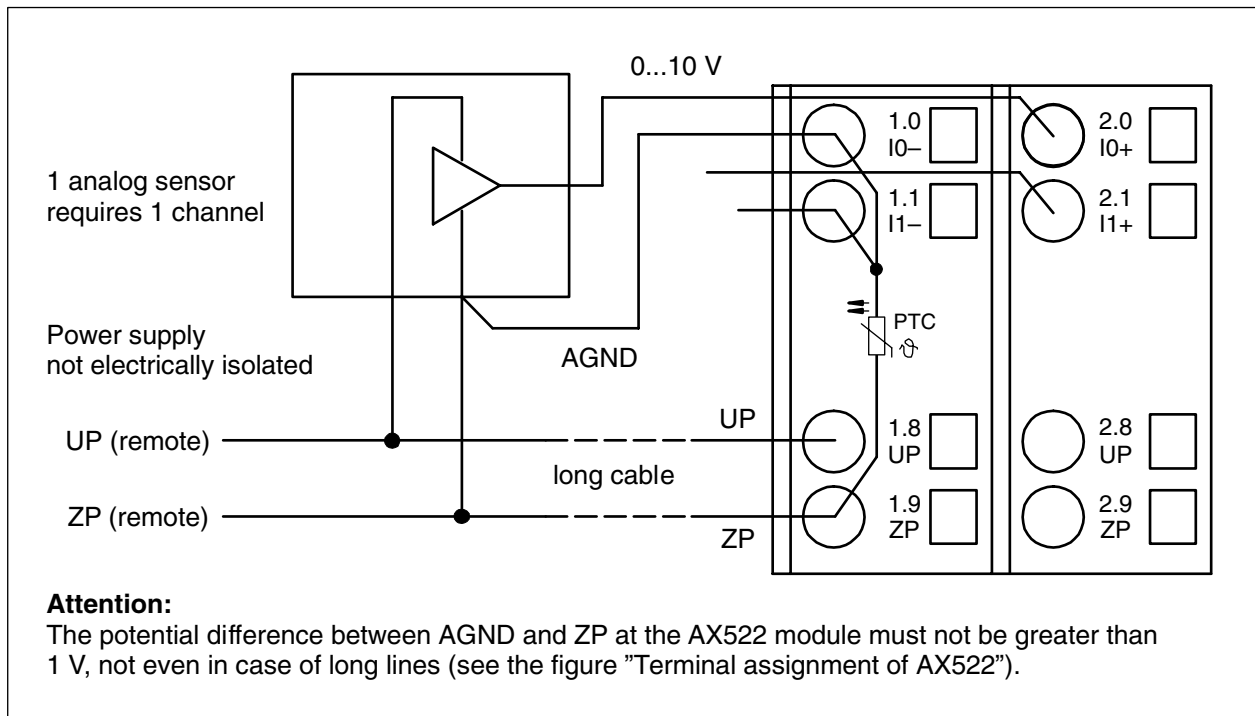 0...10 V
1 analog sensor
requires 1 channel
1.0
I0–
2.0
I0+
1.1
I1–
2.1
I1+
PTC
ϑ
Power supply
not electrically isolated
AGND
UP (remote)
UP
1.8
UP
2.8
UP
long cable
ZP (remote)
ZP
1.9
ZP
2.9
ZP
Attention:
The potential difference between AGND and ZP at the AX522 module must not be greater than
1 V, not even in case of long lines (see the figure ”Terminal assignment of AX522”).